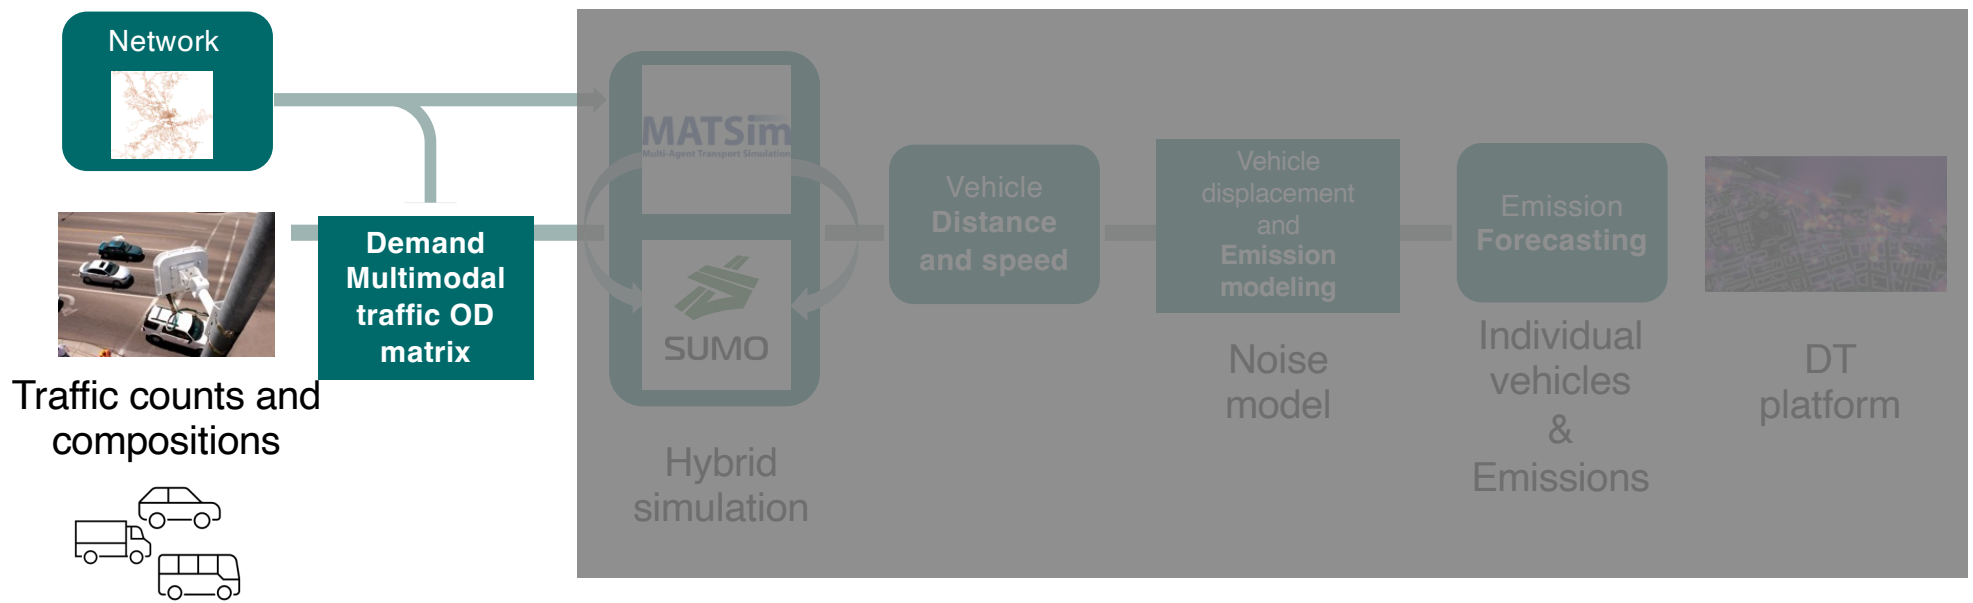 Network
Traffic counts and
compositions
Demand
Multimodal
traffic OD
matrix
MATSim
Multi-Agent Transport Simulation
SUMO
Hybrid
simulation
Vehicle
Distance
and speed
Vehicle
displacement
and
Emission
modeling
Noise
model
Emission
Forecasting
Individual
vehicles
&
Emissions
DT
platform